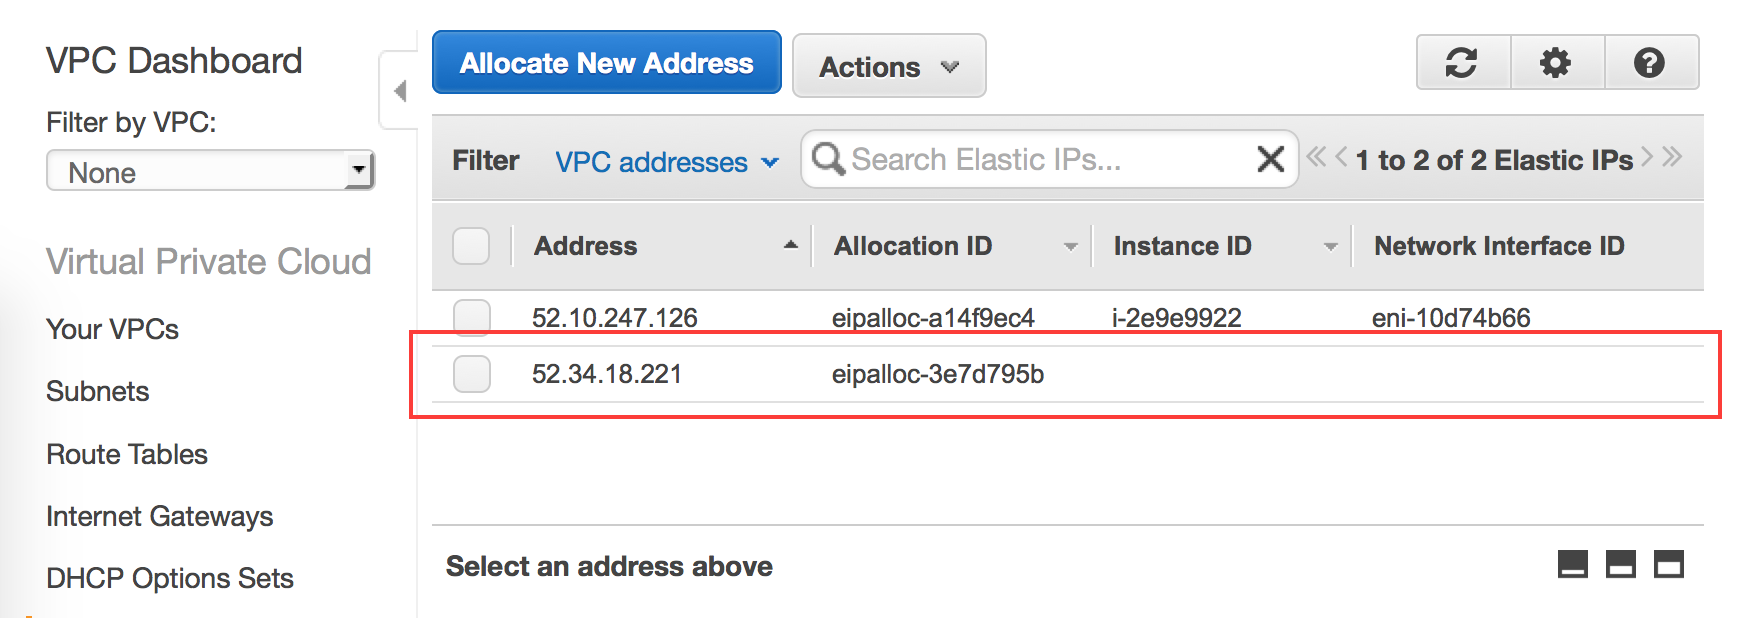 VPC Dashboard
Filter by VPC:
None
Virtual Private Cloud
Your VPCs
Subnets
Route Tables
Internet Gateways
DHCP Options Sets
Allocate New Address
Actions
Filter VPC addresses Search Elastic IPs... 1 to 2 of 2 Elastic IPs
Address Allocation ID Instance ID Network Interface ID
52.10.247.126 eipalloc-a14f9ec4 i-2e9e9922 eni-10d74b66
52.34.18.221 eipalloc-3e7d795b
Select an address above